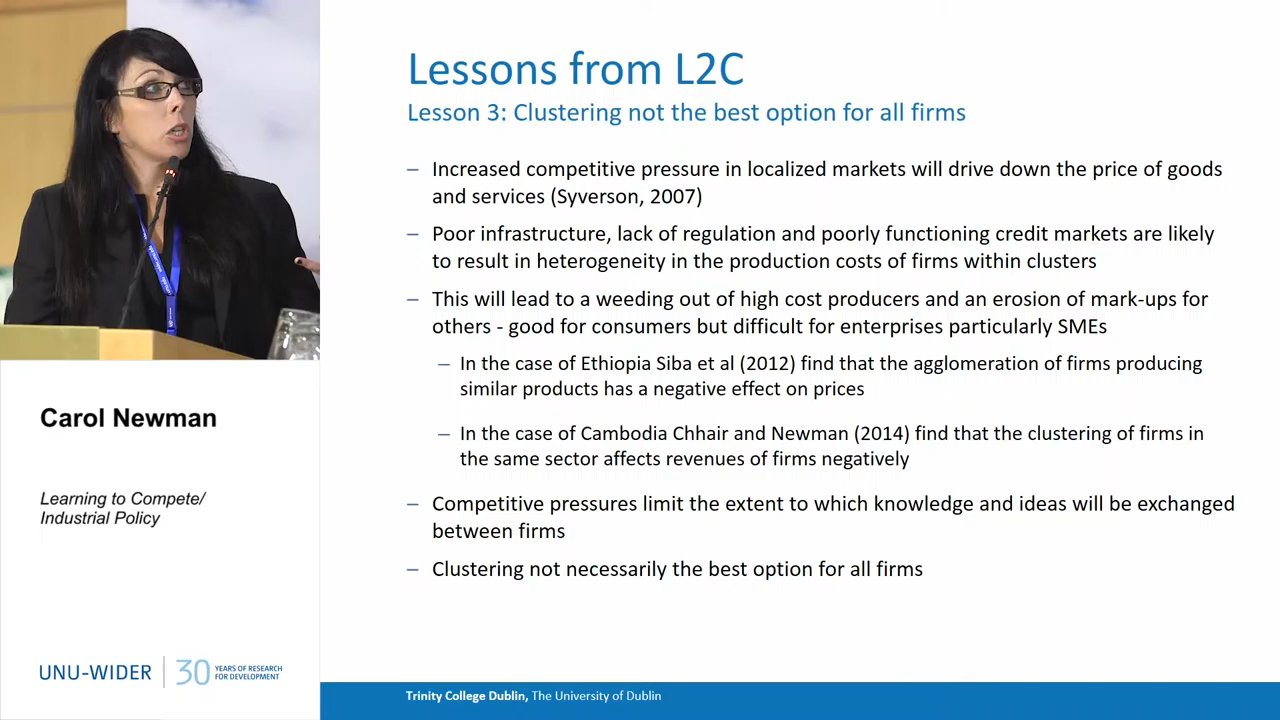 Lessons from L2C
Lesson 3: Clustering not the best option for all firms
– Increased competitive pressure in localized markets will drive down the price of goods
and services (Syverson, 2007)
– Poor infrastructure, lack of regulation and poorly functioning credit markets are likely
to result in heterogeneity in the production costs of firms within clusters
– This will lead to a weeding out of high cost producers and an erosion of mark-ups for
others - good for consumers but difficult for enterprises particularly SMEs
– In the case of Ethiopia Siba et al (2012) find that the agglomeration of firms producing
similar products has a negative effect on prices
– In the case of Cambodia Chhair and Newman (2014) find that the clustering of firms in
the same sector affects revenues of firms negatively
– Competitive pressures limit the extent to which knowledge and ideas will be exchanged
between firms
– Clustering not necessarily the best option for all firms
Carol Newman
Learning to Compete/
Industrial Policy
UNU-WIDER
30 YEARS OF RESEARCH
FOR DEVELOPMENT
Trinity College Dublin, The University of Dublin